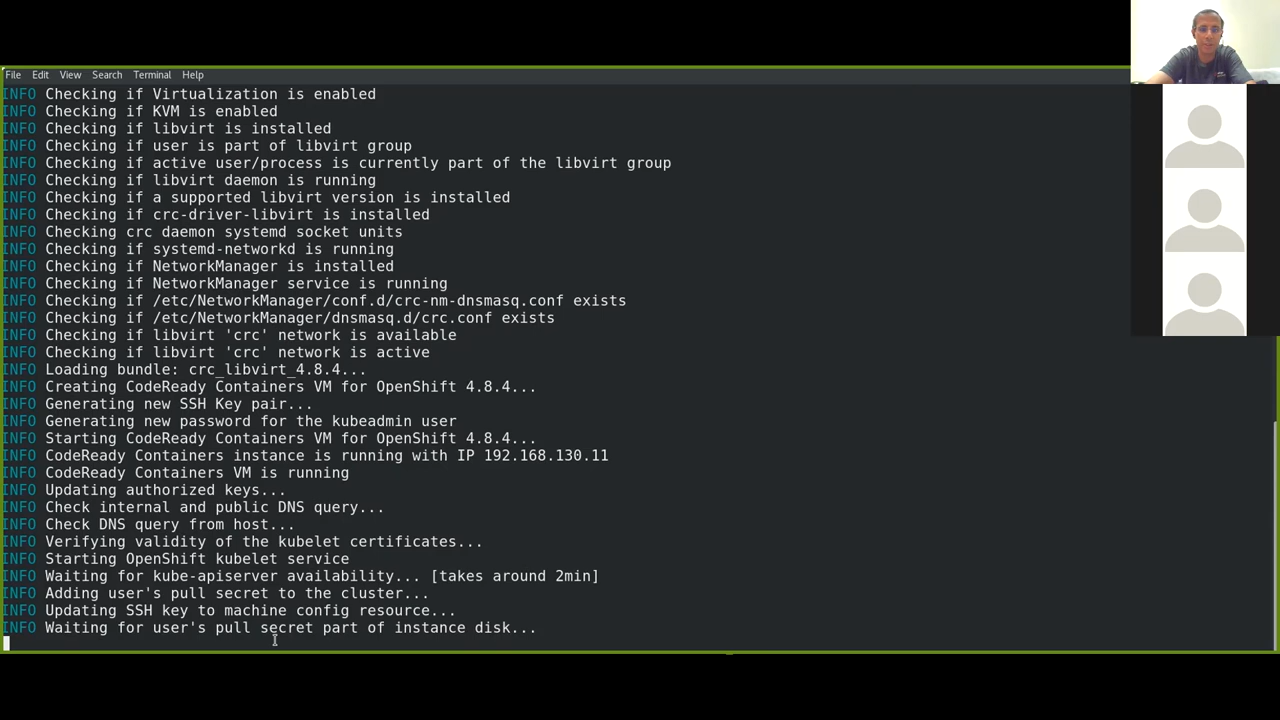 File Edit View Search Terminal Help
INFO Checking if Virtualization is enabled
INFO Checking if KVM is enabled
INFO Checking if libvirt is installed
INFO Checking if user is part of libvirt group
INFO Checking if active user/process is currently part of the libvirt group
INFO Checking if libvirt daemon is running
INFO Checking if a supported libvirt version is installed
INFO Checking if crc-driver-libvirt is installed
INFO Checking crc daemon systemd socket units
INFO Checking if systemd-networkd is running
INFO Checking if NetworkManager is installed
INFO Checking if NetworkManager service is running
INFO Checking if /etc/NetworkManager/conf.d/crc-nm-dnsmasq.conf exists
INFO Checking if /etc/NetworkManager/dnsmasq.d/crc.conf exists
INFO Checking if libvirt 'crc' network is available
INFO Checking if libvirt 'crc' network is active
INFO Loading bundle: crc_libvirt_4.8.4...
INFO Creating CodeReady Containers VM for OpenShift 4.8.4...
INFO Generating new SSH Key pair...
INFO Generating new password for the kubeadmin user
INFO Starting CodeReady Containers VM for OpenShift 4.8.4...
INFO CodeReady Containers instance is running with IP 192.168.130.11
INFO CodeReady Containers VM is running
INFO Updating authorized keys...
INFO Check internal and public DNS query...
INFO Check DNS query from host...
INFO Verifying validity of the kubelet certificates...
INFO Starting OpenShift kubelet service
INFO Waiting for kube-apiserver availability... [takes around 2min]
INFO Adding user's pull secret to the cluster...
INFO Updating SSH key to machine config resource...
INFO Waiting for user's pull secret part of instance disk...